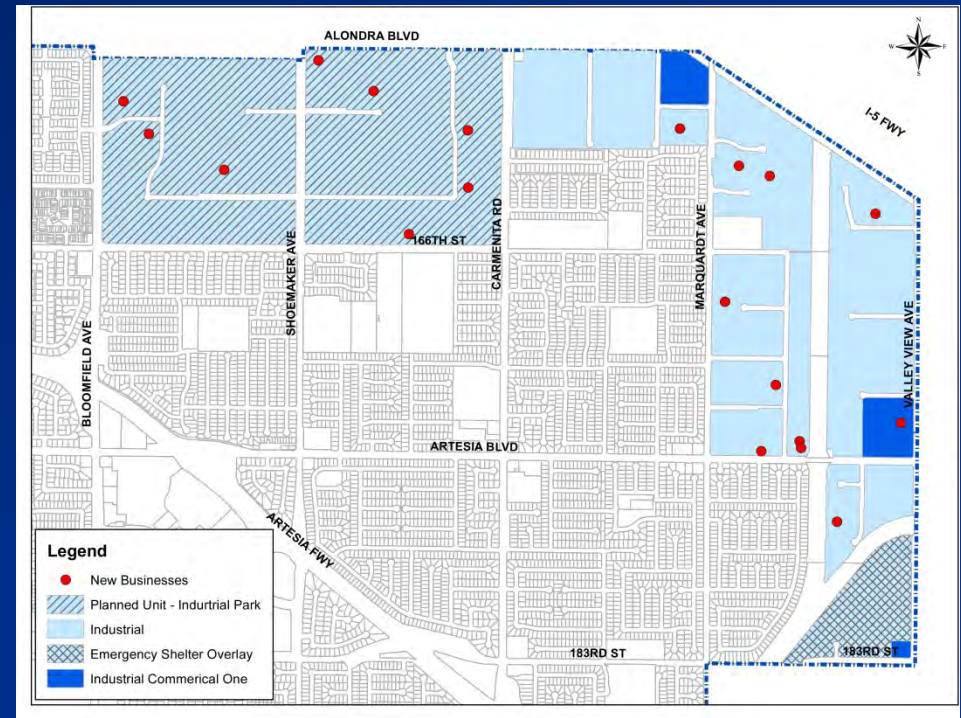 ALONDRA BLVD
N
W
E
S
I-5 FWY
166TH ST
CARMENITA RD
SHOEMAKER AVE
MARQUARDT AVE
BLOOMFIELD AVE
VALLEY VIEW AVE
ARTESIA BLVD
ARTESIA FWY
183RD ST
183RD ST
Legend
New Businesses
Planned Unit - Indurtrial Park
Industrial
Emergency Shelter Overlay
Industrial Commerical One